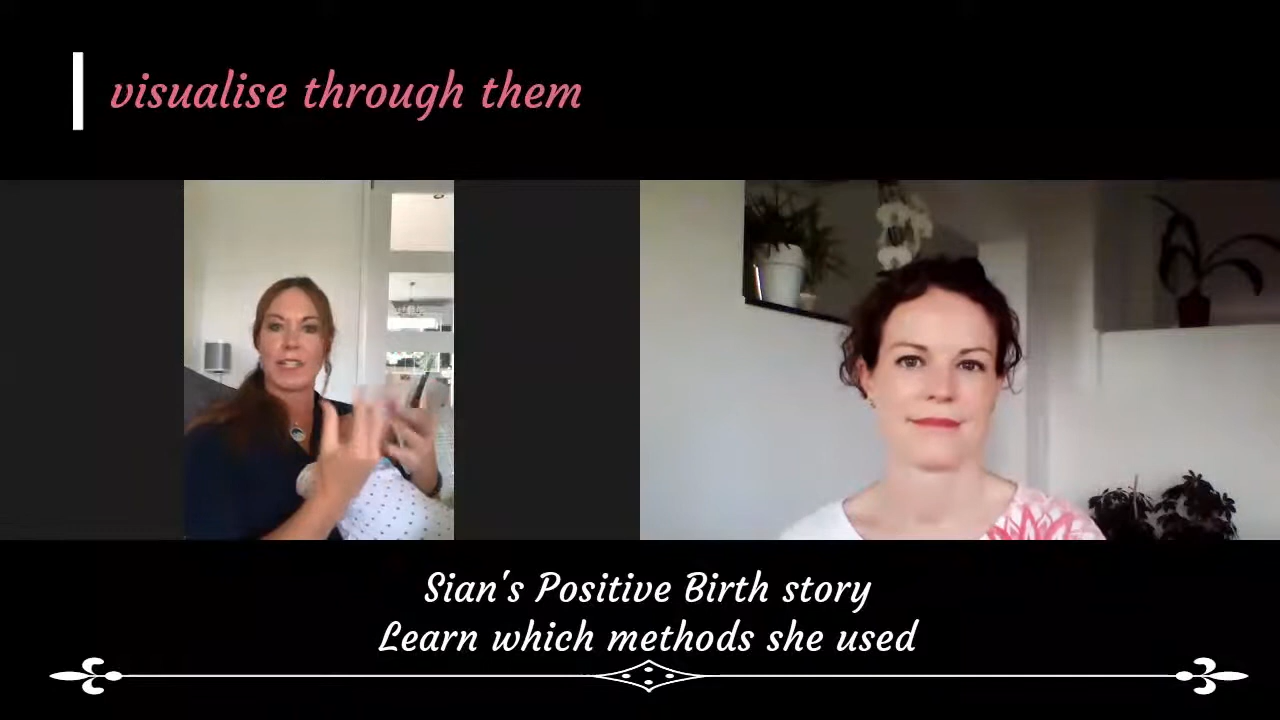 visualise through them
Sian's Positive Birth story
Learn which methods she used